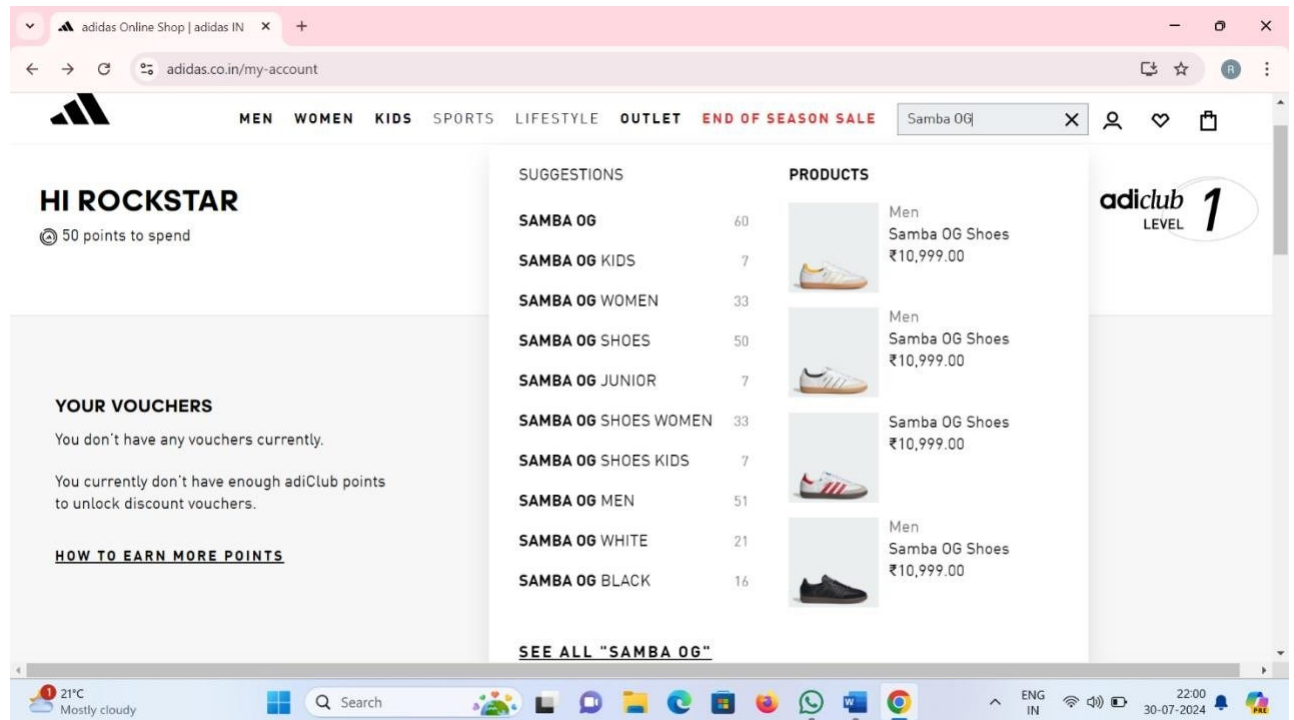 adidas Online Shop | adidas IN
adidas.co.in/my-account
R
MEN WOMEN KIDS SPORTS LIFESTYLE OUTLET END OF SEASON SALE Samba OG
HI ROCKSTAR
50 points to spend
adiclub 1
LEVEL
YOUR VOUCHERS
You don't have any vouchers currently.
You currently don't have enough adiClub points
to unlock discount vouchers.
HOW TO EARN MORE POINTS
SUGGESTIONS
SAMBA OG 60
SAMBA OG KIDS 7
SAMBA OG WOMEN 33
SAMBA OG SHOES 50
SAMBA OG JUNIOR 7
SAMBA OG SHOES WOMEN 33
SAMBA OG SHOES KIDS 7
SAMBA OG MEN 51
SAMBA OG WHITE 21
SAMBA OG BLACK 16
SEE ALL "SAMBA OG"
PRODUCTS
Men
Samba OG Shoes
₹10,999.00
Men
Samba OG Shoes
₹10,999.00
Samba OG Shoes
₹10,999.00
Men
Samba OG Shoes
₹10,999.00
1
21°C
Mostly cloudy
Search
ENG
IN
22:00
30-07-2024
PRE